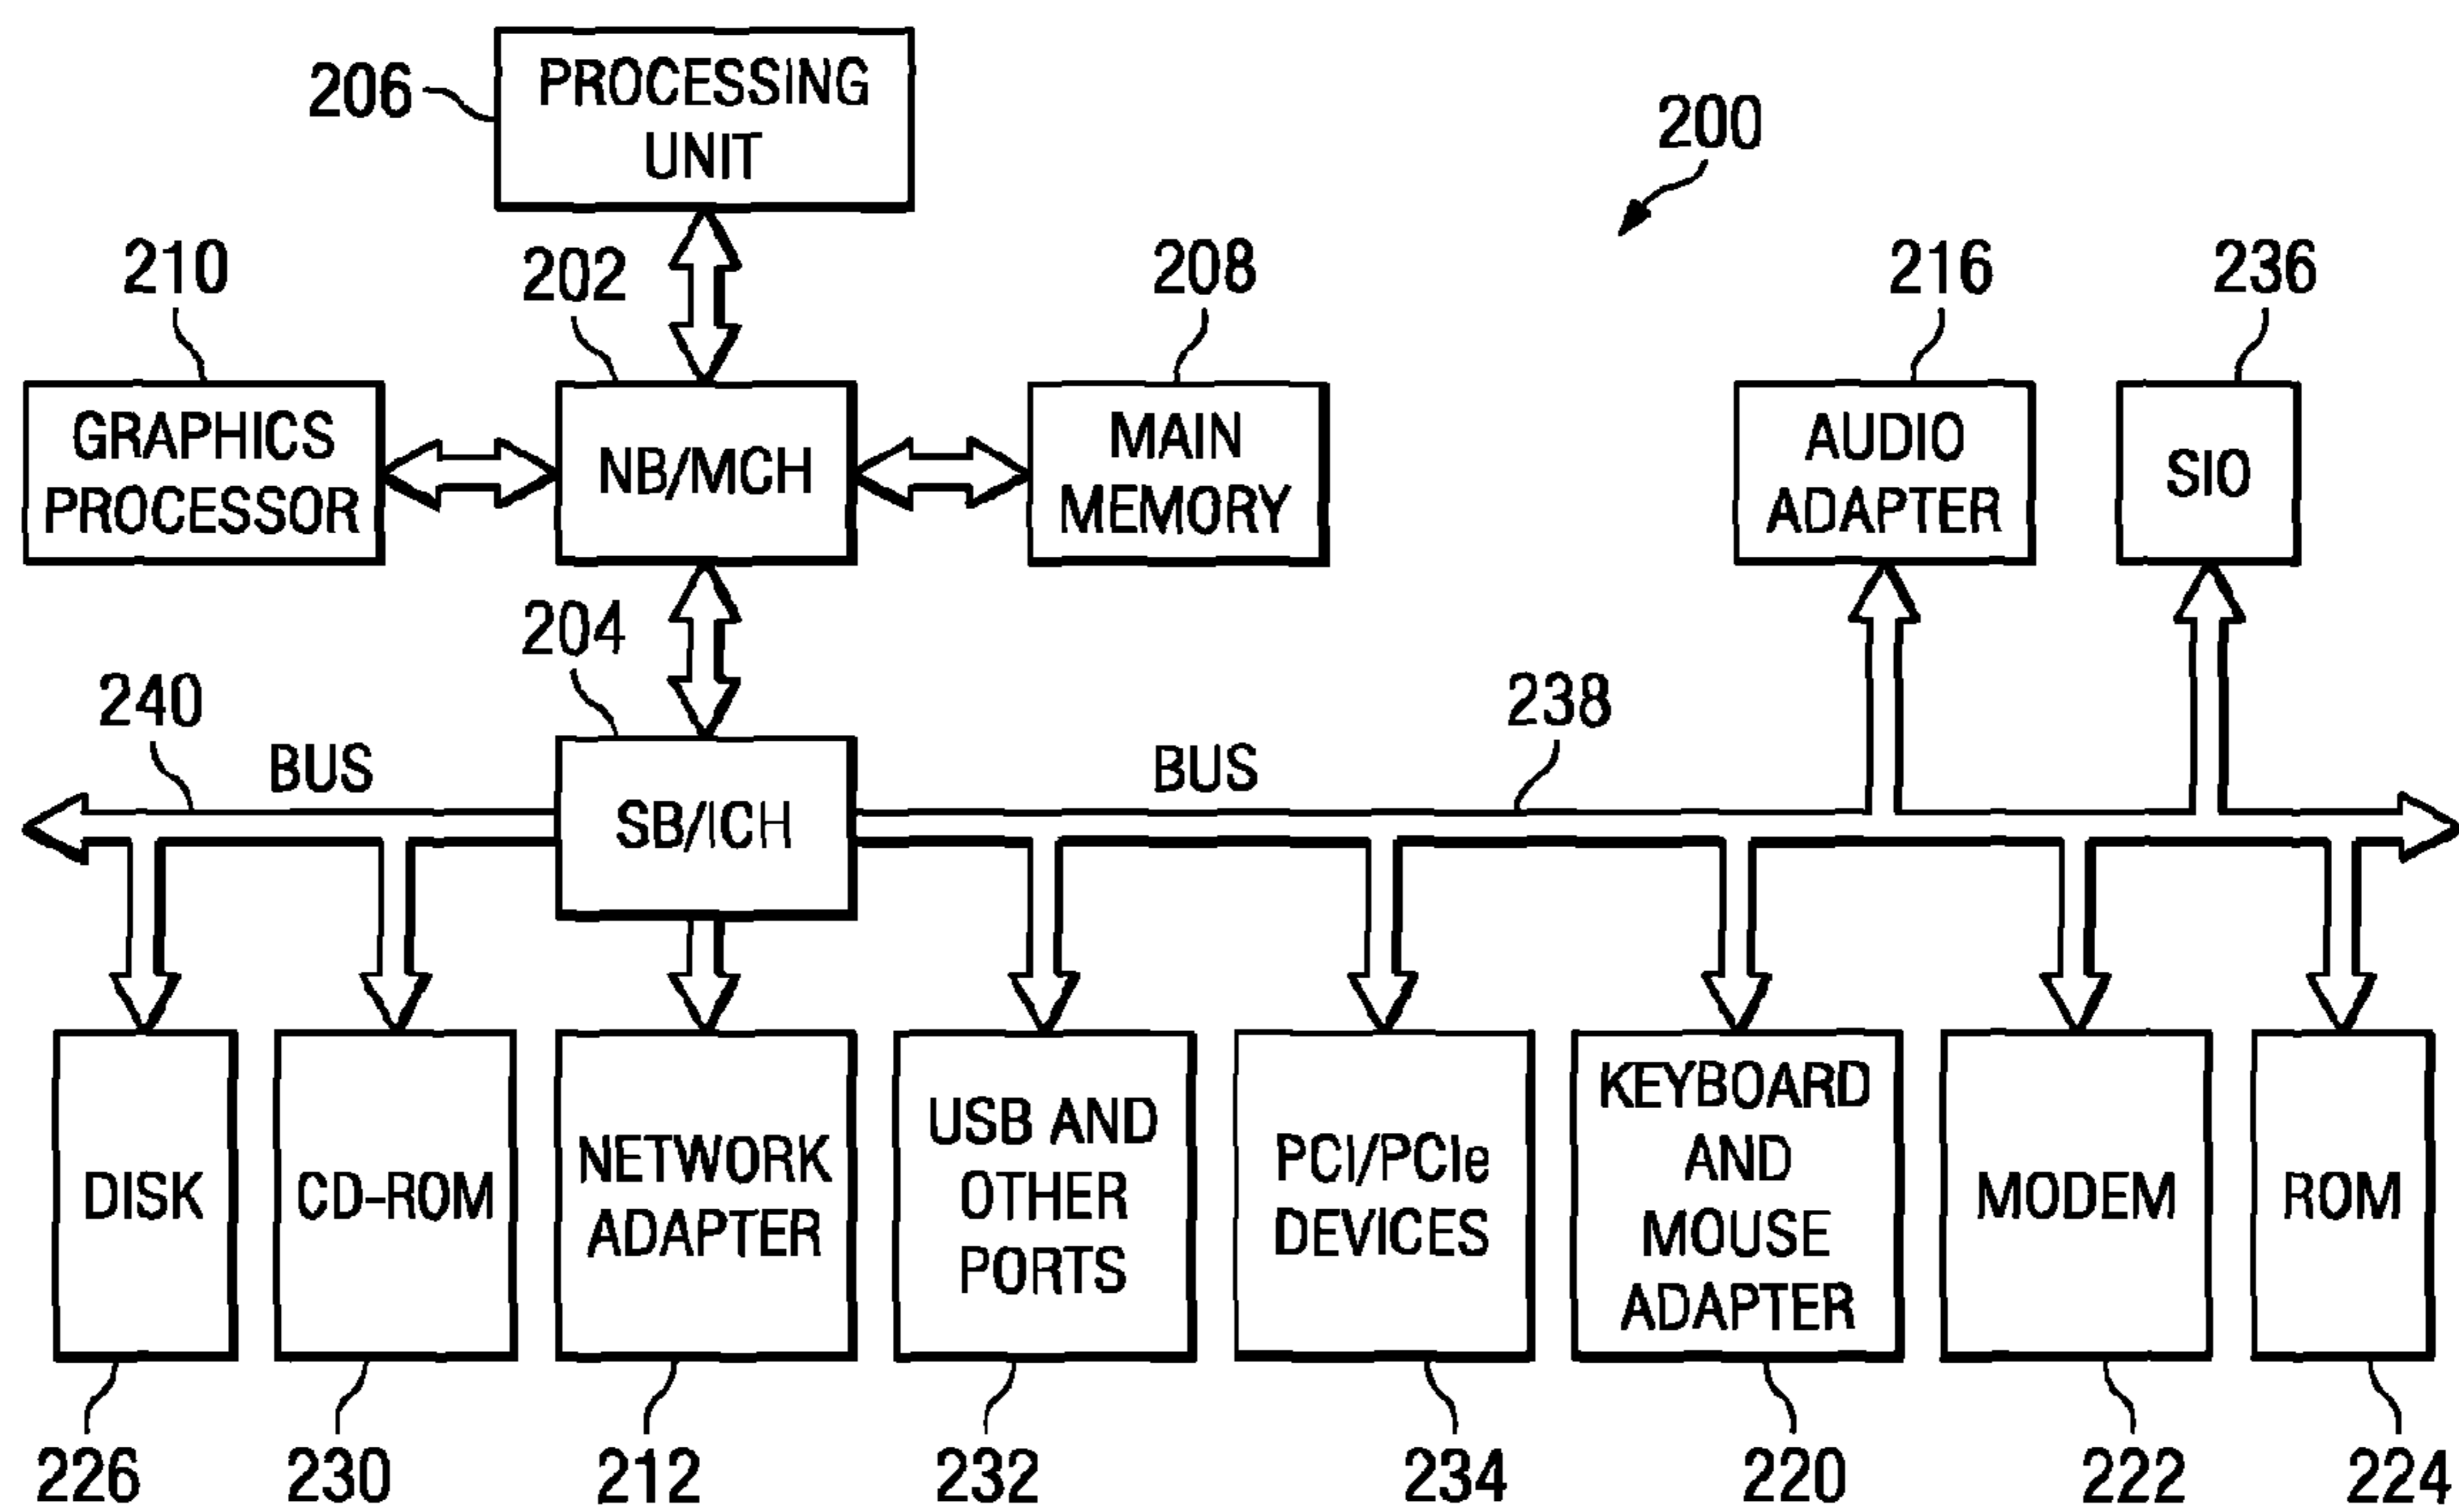 PROCESSING
UNIT
206
200
210
202
208
216
236
GRAPHICS
PROCESSOR
NB/MCH
MAIN
MEMORY
AUDIO
ADAPTER
SIO
204
240
238
BUS
BUS
SB/ICH
DISK
CD-ROM
NETWORK
ADAPTER
USB AND
OTHER
PORTS
PCI/PCIe
DEVICES
KEYBOARD
AND
MOUSE
ADAPTER
MODEM
ROM
226
230
212
232
234
220
222
224